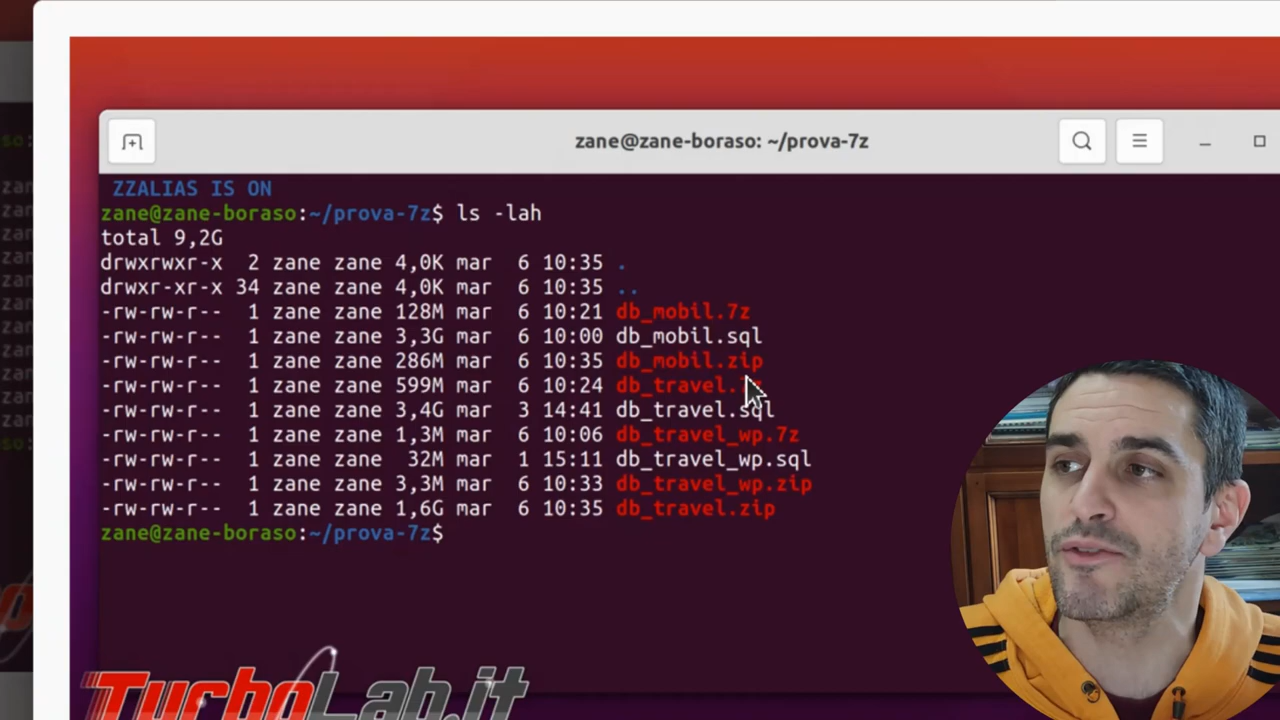 zane@zane-boraso: ~/prova-7z
ZZALIAS IS ON
zane@zane-boraso:~/prova-7z$ ls -lah
total 9,2G
drwxrwxr-x 2 zane zane 4,0K mar 6 10:35 .
drwxr-xr-x 34 zane zane 4,0K mar 6 10:35 ..
-rw-rw-r-- 1 zane zane 128M mar 6 10:21 db_mobil.7z
-rw-rw-r-- 1 zane zane 3,3G mar 6 10:00 db_mobil.sql
-rw-rw-r-- 1 zane zane 286M mar 6 10:35 db_mobil.zip
-rw-rw-r-- 1 zane zane 599M mar 6 10:24 db_travel.7z
-rw-rw-r-- 1 zane zane 3,4G mar 3 14:41 db_travel.sql
-rw-rw-r-- 1 zane zane 1,3M mar 6 10:06 db_travel_wp.7z
-rw-rw-r-- 1 zane zane 32M mar 1 15:11 db_travel_wp.sql
-rw-rw-r-- 1 zane zane 3,3M mar 6 10:33 db_travel_wp.zip
-rw-rw-r-- 1 zane zane 1,6G mar 6 10:35 db_travel.zip
zane@zane-boraso:~/prova-7z$
TurboLab.it